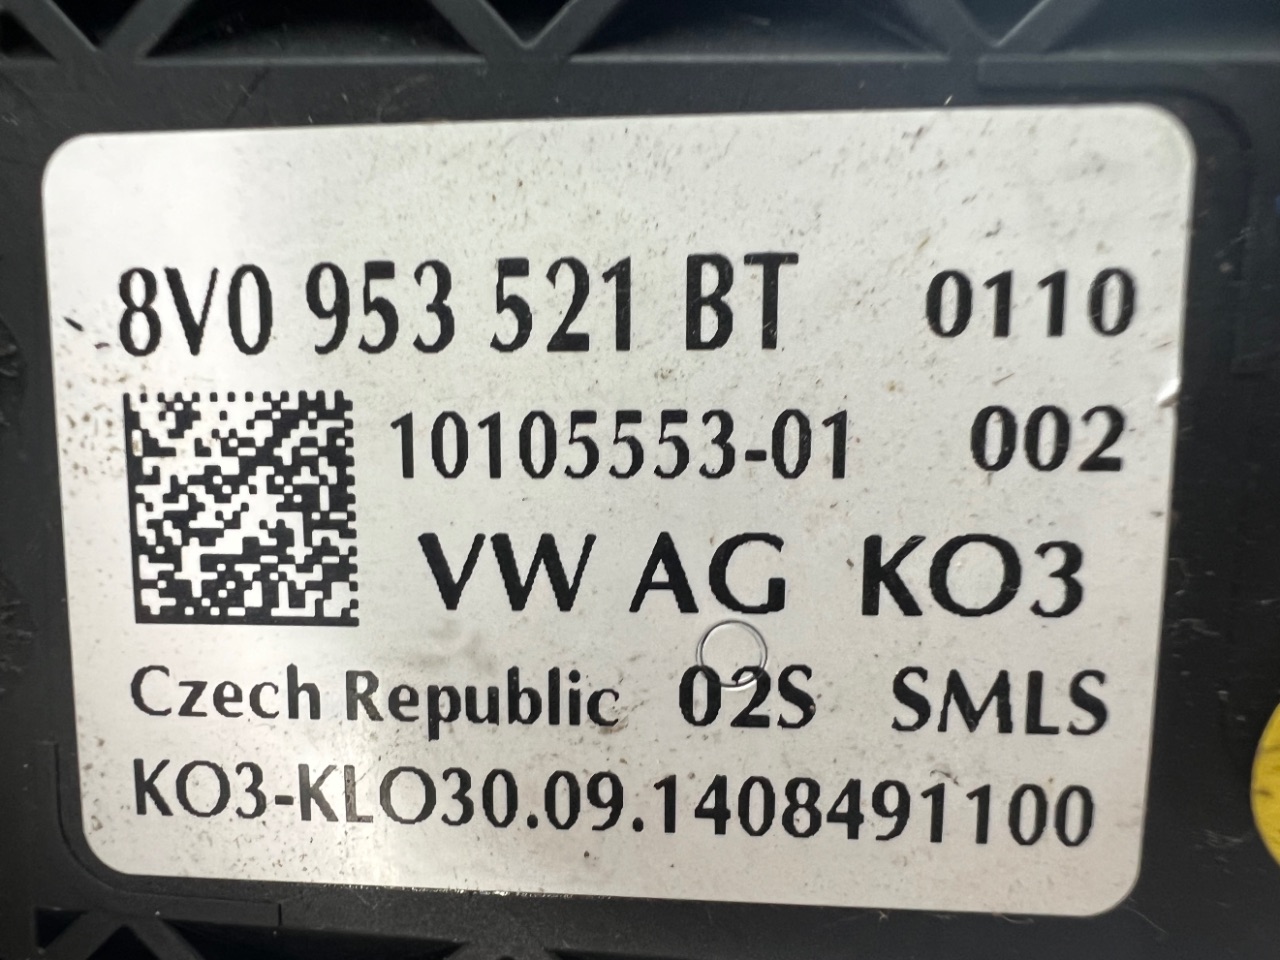 8V0 953 521 BT 0110
10105553-01 002
VW AG KO3
Czech Republic 02S SMLS
KO3-KLO30.09.1408491100